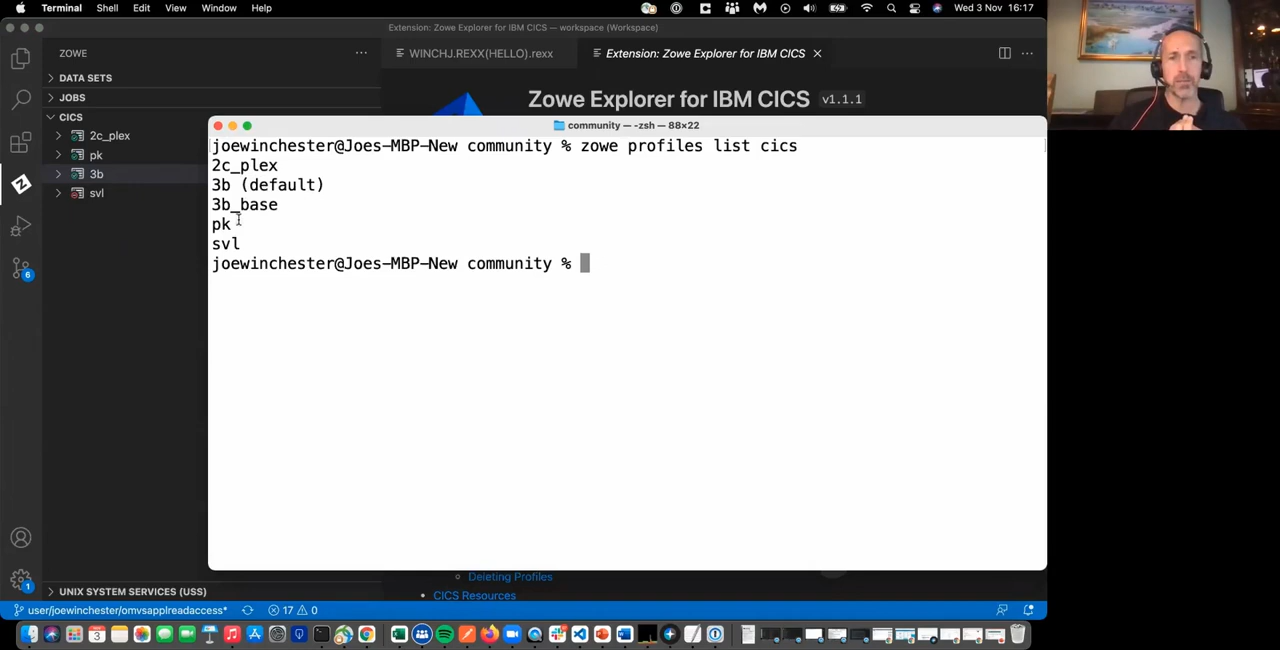 Terminal Shell Edit View Window Help
Wed 3 Nov 16:17
Extension: Zowe Explorer for IBM CICS — workspace (Workspace)
ZOWE
WINCHJ.REXX(HELLO).rexx
Extension: Zowe Explorer for IBM CICS
DATA SETS
JOBS
CICS
2c_plex
pk
3b
svl
Zowe Explorer for IBM CICS v1.1.1
community — -zsh — 88×22
joewinchester@Joes-MBP-New community % zowe profiles list cics
2c_plex
3b (default)
3b_base
pk
svl
joewinchester@Joes-MBP-New community %
6
Deleting Profiles
CICS Resources
1
UNIX SYSTEM SERVICES (USS)
user/joewinchester/omvsapplreadaccess*
17
0
3